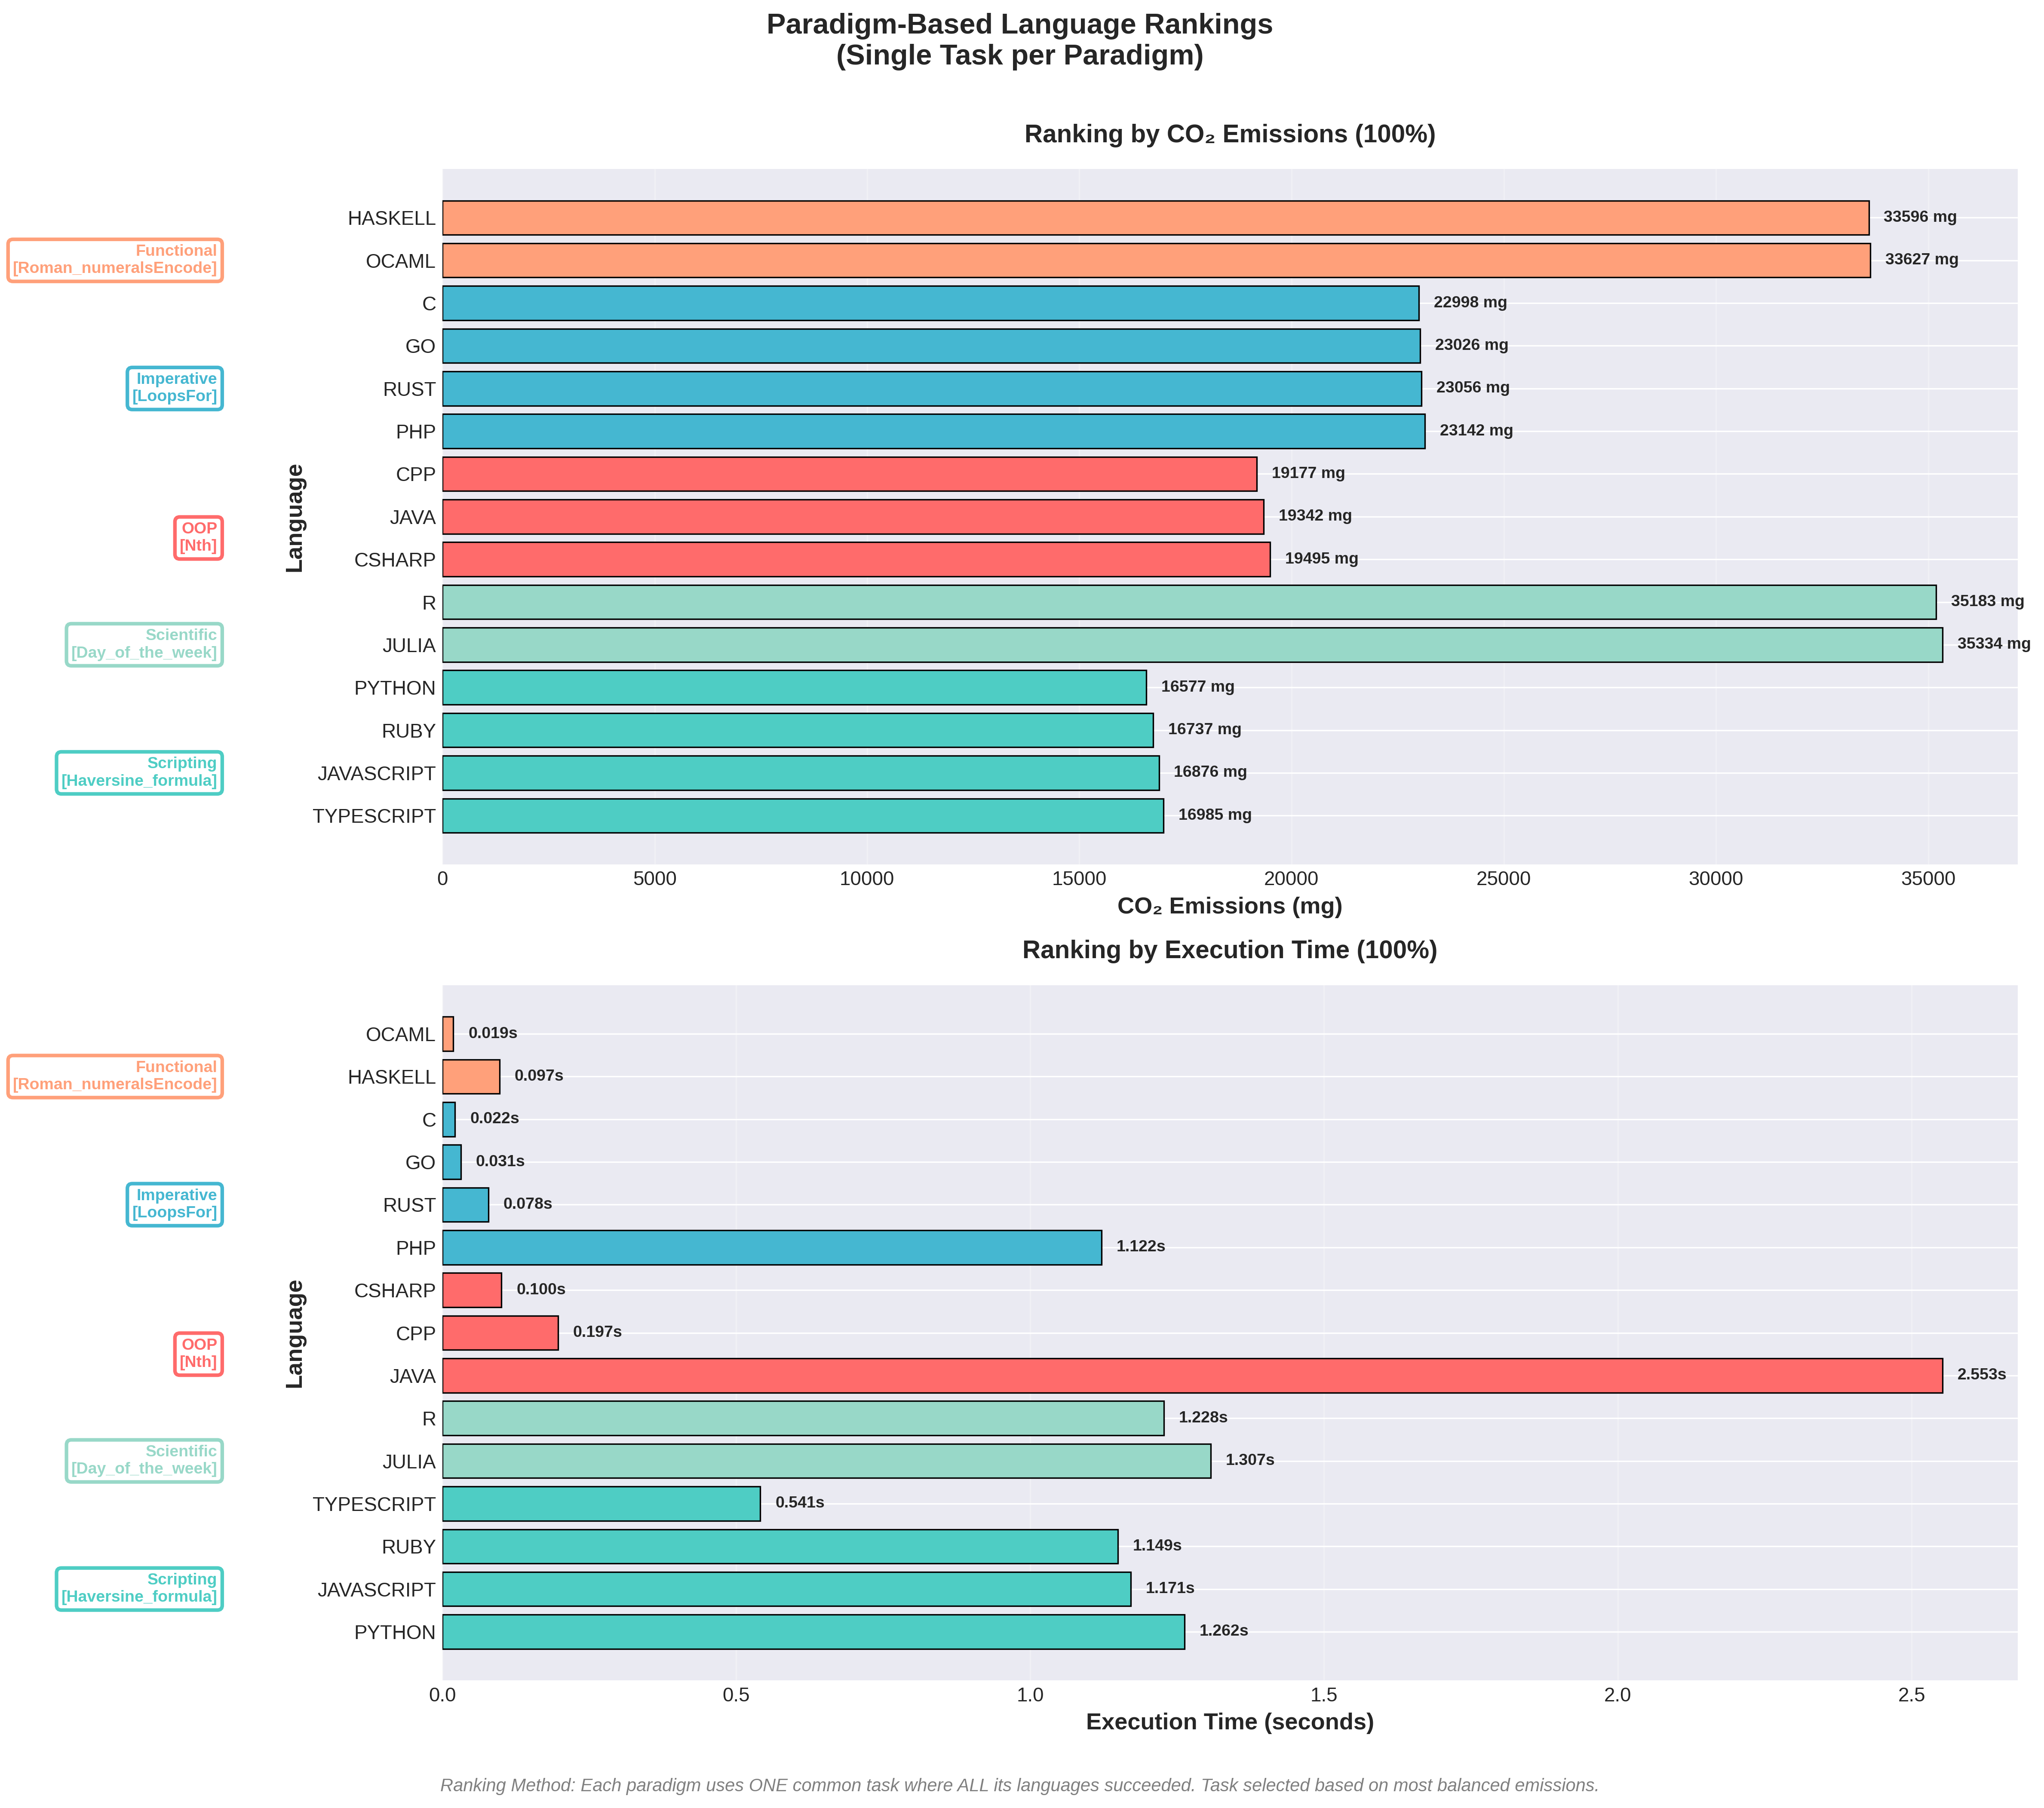 Paradigm-Based Language Rankings
(Single Task per Paradigm)
Ranking by CO₂ Emissions (100%)
Functional
[Roman_numeralsEncode]
Imperative
[LoopsFor]
OOP
[Nth]
Scientific
[Day_of_the_week]
Scripting
[Haversine_formula]
Language
HASKELL 33596 mg
OCAML 33627 mg
C 22998 mg
GO 23026 mg
RUST 23056 mg
PHP 23142 mg
CPP 19177 mg
JAVA 19342 mg
CSHARP 19495 mg
R 35183 mg
JULIA 35334 mg
PYTHON 16577 mg
RUBY 16737 mg
JAVASCRIPT 16876 mg
TYPESCRIPT 16985 mg
0 5000 10000 15000 20000 25000 30000 35000
CO₂ Emissions (mg)
Ranking by Execution Time (100%)
Functional
[Roman_numeralsEncode]
Imperative
[LoopsFor]
OOP
[Nth]
Scientific
[Day_of_the_week]
Scripting
[Haversine_formula]
Language
OCAML 0.019s
HASKELL 0.097s
C 0.022s
GO 0.031s
RUST 0.078s
PHP 1.122s
CSHARP 0.100s
CPP 0.197s
JAVA 2.553s
R 1.228s
JULIA 1.307s
TYPESCRIPT 0.541s
RUBY 1.149s
JAVASCRIPT 1.171s
PYTHON 1.262s
0.0 0.5 1.0 1.5 2.0 2.5
Execution Time (seconds)
Ranking Method: Each paradigm uses ONE common task where ALL its languages succeeded. Task selected based on most balanced emissions.